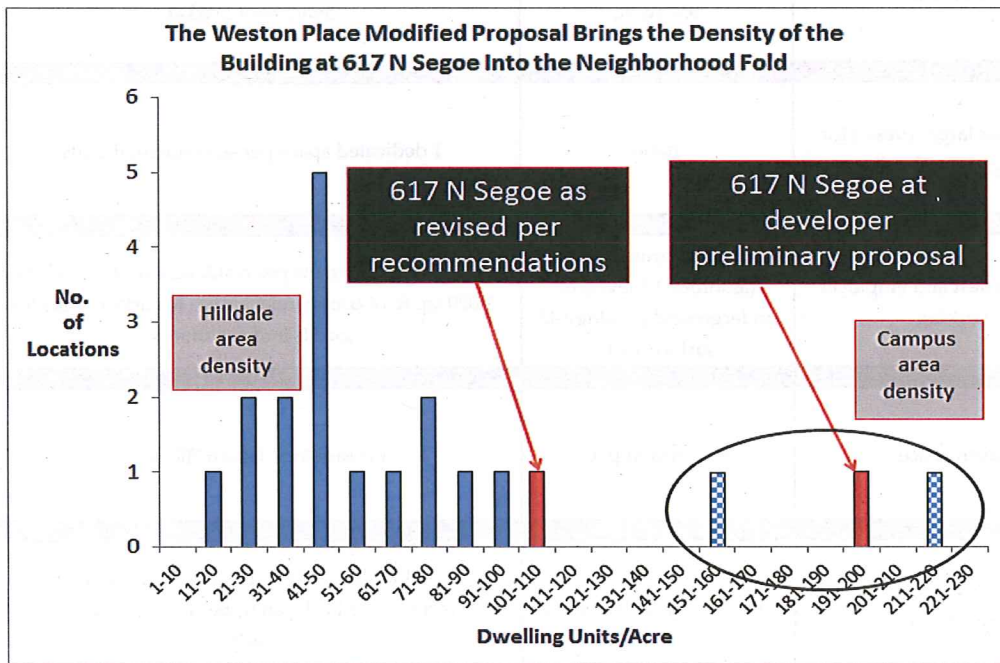 The Weston Place Modified Proposal Brings the Density of the
Building at 617 N Segoe Into the Neighborhood Fold
6
5
4
3
2
1
0
No.
of
Locations
Hilldale
area
density
617 N Segoe as
revised per
recommendations
617 N Segoe at
developer
preliminary proposal
Campus
area
density
1-10
11-20
21-30
31-40
41-50
51-60
61-70
71-80
81-90
91-100
101-110
111-120
121-130
131-140
141-150
151-160
161-170
171-180
181-190
191-200
201-210
211-220
221-230
Dwelling Units/Acre
1 dedicated space